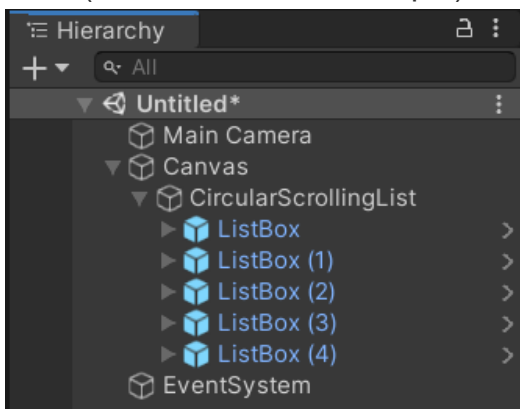 Hierarchy
All
Untitled*
Main Camera
Canvas
CircularScrollingList
ListBox
ListBox (1)
ListBox (2)
ListBox (3)
ListBox (4)
EventSystem